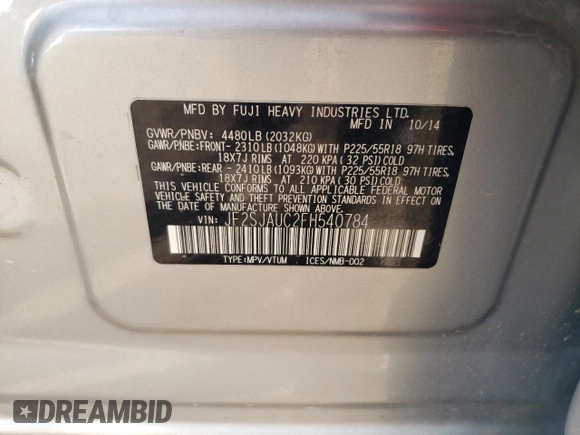 MFD BY FUJI HEAVY INDUSTRIES LTD.
MADE IN 10/14
GVWR/PNBV: 4480LB(2032KG)
GAWR/PNBE:FRONT- 2310LB(1048KG) WITH P225/55R18 97H TIRES,
18X7J RIMS AT 220 KPA(32 PSI)COLD
GAWR/PNBE:REAR - 2410LB(1093KG) WITH P225/55R18 97H TIRES,
18X7J RIMS AT 210 KPA(30 PSI)COLD
THIS VEHICLE CONFORMS TO ALL APPLICABLE FEDERAL MOTOR
VEHICLE SAFETY AND THEFT PREVENTION STANDARDS IN EFFECT ON
THE DATE OF MANUFACTURE SHOWN ABOVE.
VIN: JF2SJAUC2FH540784
TYPE:MPV/VTUM ICES/NMB-002
DREAMBID